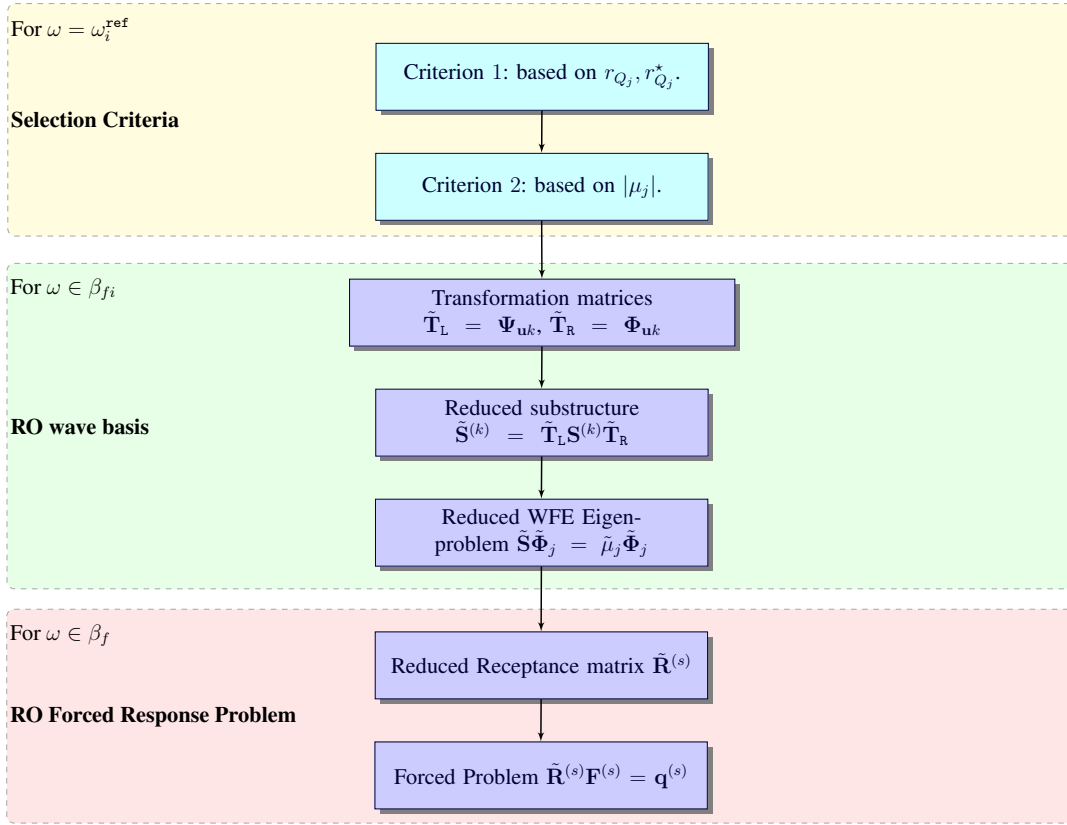 For ω = ω_i^ref
Criterion 1: based on r_{Q_j}, r^⋆_{Q_j}.
Selection Criteria
Criterion 2: based on |μ_j|.
For ω ∈ β_{fi}
Transformation matrices
T̃_L = Ψ_{uk}, T̃_R = Φ_{uk}
RO wave basis
Reduced substructure
S̃^{(k)} = T̃_L S^{(k)} T̃_R
Reduced WFE Eigen-
problem S̃Φ̃_j = μ̃_jΦ̃_j
For ω ∈ β_f
Reduced Receptance matrix R̃^{(s)}
RO Forced Response Problem
Forced Problem R̃^{(s)}F^{(s)} = q^{(s)}